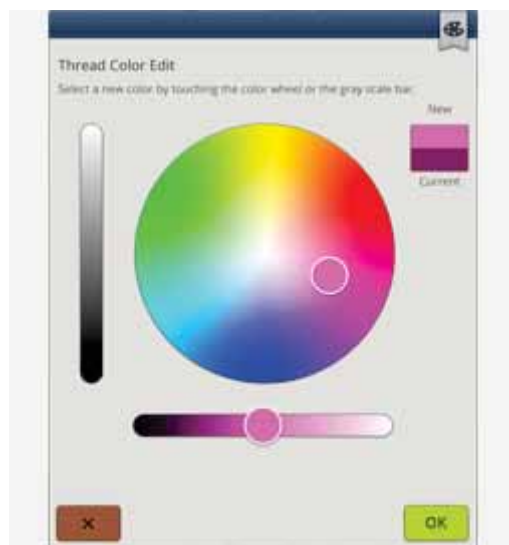 Thread Color Edit
Select a new color by touching the color wheel or the gray scale bar.
New
Current
OK